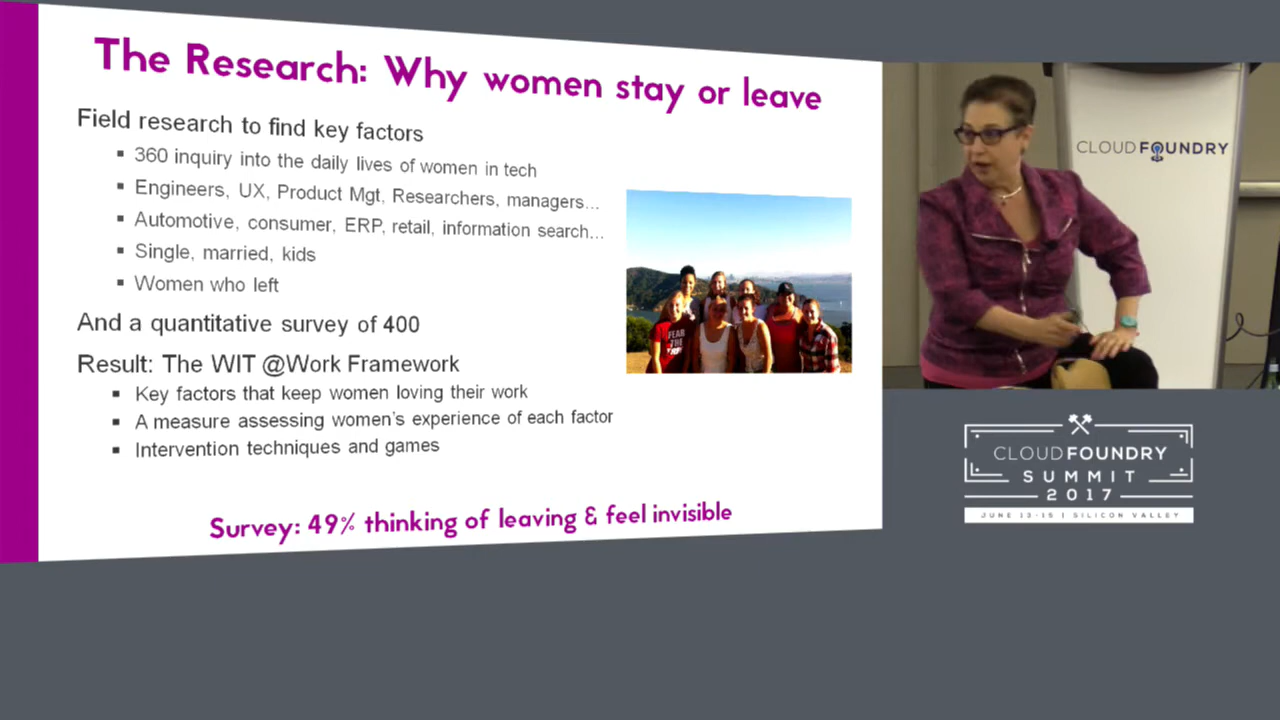 The Research: Why women stay or leave
Field research to find key factors
▪ 360 inquiry into the daily lives of women in tech
▪ Engineers, UX, Product Mgt, Researchers, managers...
▪ Automotive, consumer, ERP, retail, information search...
▪ Single, married, kids
▪ Women who left
And a quantitative survey of 400
Result: The WIT @Work Framework
▪ Key factors that keep women loving their work
▪ A measure assessing women's experience of each factor
▪ Intervention techniques and games
Survey: 49% thinking of leaving & feel invisible
FEAR
THE
CLOUD FOUNDRY
CLOUD FOUNDRY
SUMMIT
2017
JUNE 13-15 | SILICON VALLEY